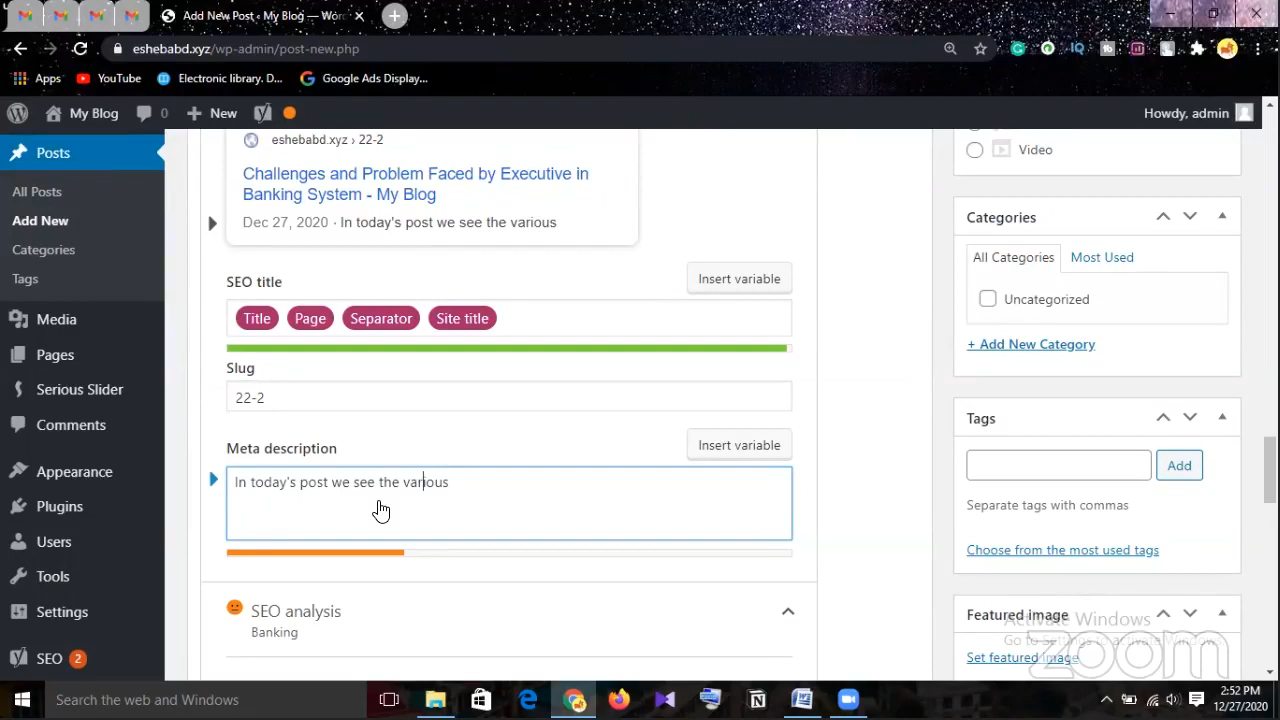 Add New Post ‹ My Blog — Wor
eshebabd.xyz/wp-admin/post-new.php
Apps
YouTube
Electronic library. D...
Google Ads Display...
My Blog
0
New
Howdy, admin
Posts
All Posts
Add New
Categories
Tags
Media
Pages
Serious Slider
Comments
Appearance
Plugins
Users
Tools
Settings
SEO 2
eshebabd.xyz › 22-2
Challenges and Problem Faced by Executive in
Banking System - My Blog
Dec 27, 2020 · In today's post we see the various
SEO title
Insert variable
Title
Page
Separator
Site title
Slug
22-2
Meta description
Insert variable
In today's post we see the various
SEO analysis
Banking
Video
Categories
All Categories
Most Used
Uncategorized
+ Add New Category
Tags
Add
Separate tags with commas
Choose from the most used tags
Featured image
Set featured image
Activate Windows
Go to Settings to activate Windows.
zoom
Search the web and Windows
2:52 PM
12/27/2020